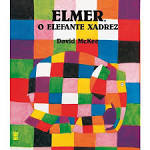 ELMER,
O ELEFANTE XADREZ
David McKee